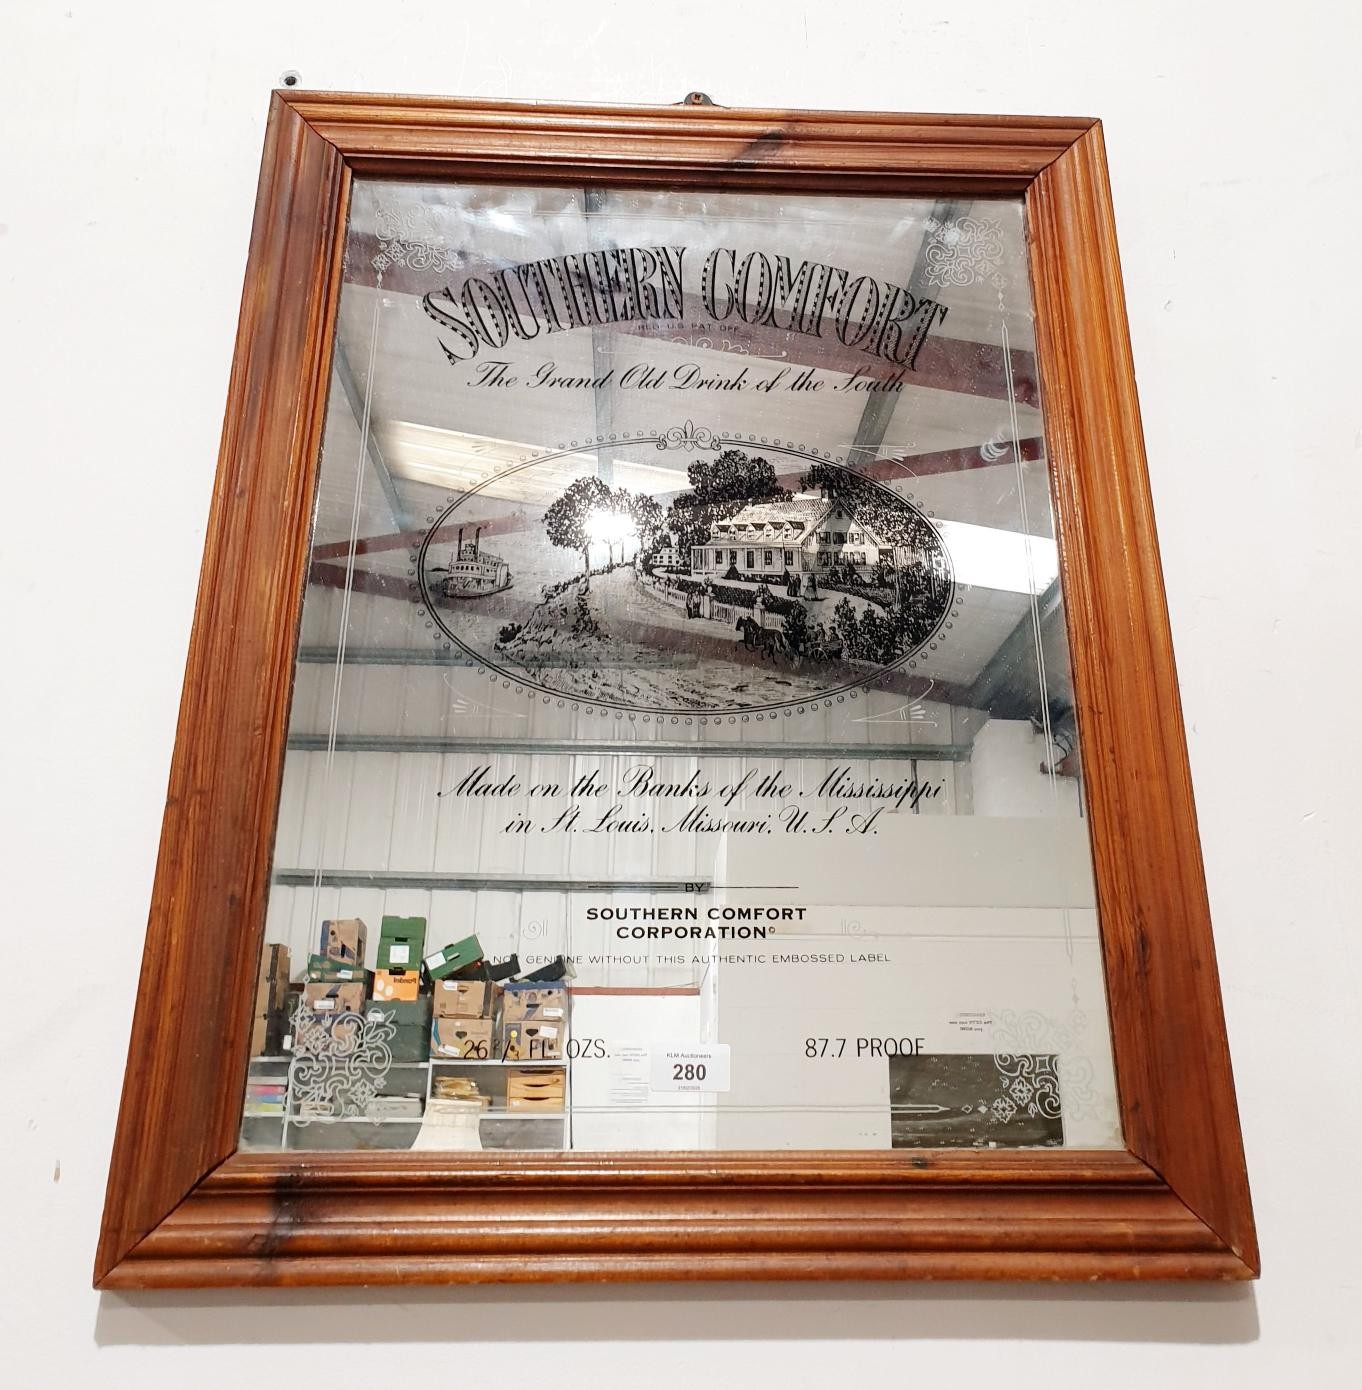 SOUTHERN COMFORT
REG. U.S. PAT. OFF.
The Grand Old Drink of the South
Made on the Banks of the Mississippi
in St. Louis, Missouri, U.S.A.
BY
SOUTHERN COMFORT
CORPORATION©
NOT GENUINE WITHOUT THIS AUTHENTIC EMBOSSED LABEL
26 FL. OZS.
87.7 PROOF
KLM Auctioneers
280